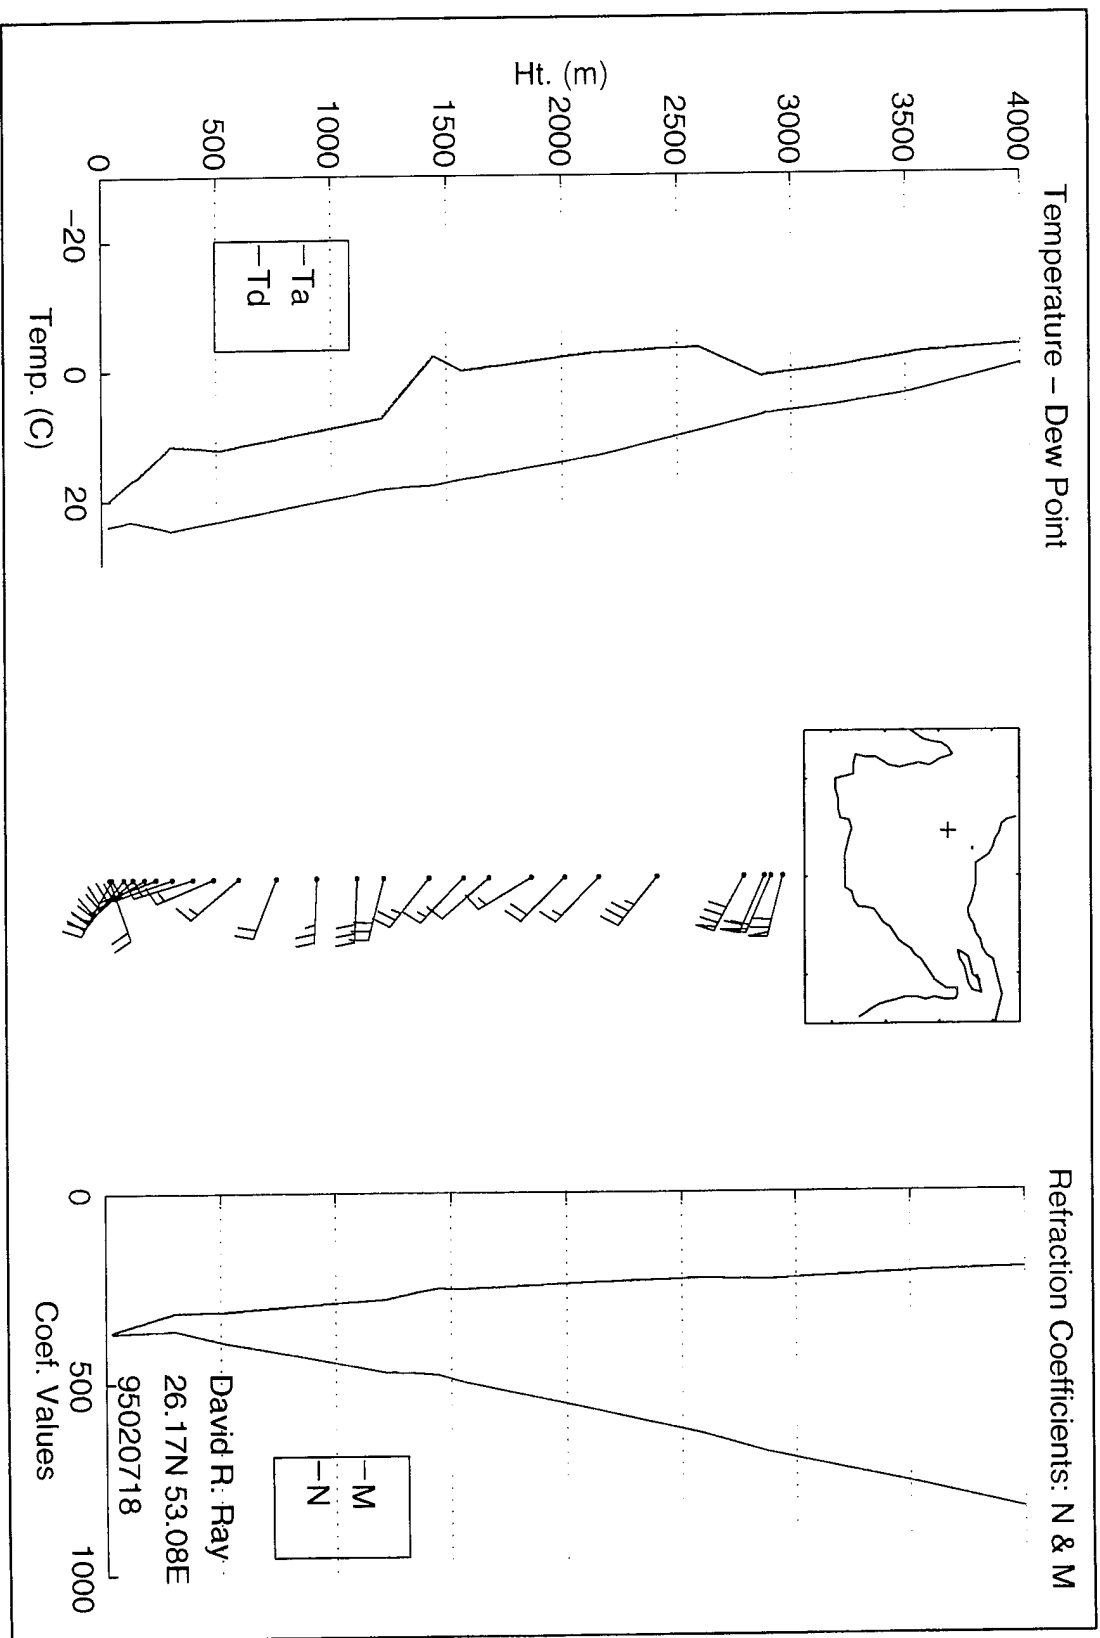 Temperature – Dew Point
Refraction Coefficients: N & M
4000
3500
3000
2500
2000
1500
1000
500
0
Ht. (m)
–Ta
–Td
–20
0
20
Temp. (C)
–M
–N
David R. Ray
26.17N 53.08E
95020718
0
500
1000
Coef. Values